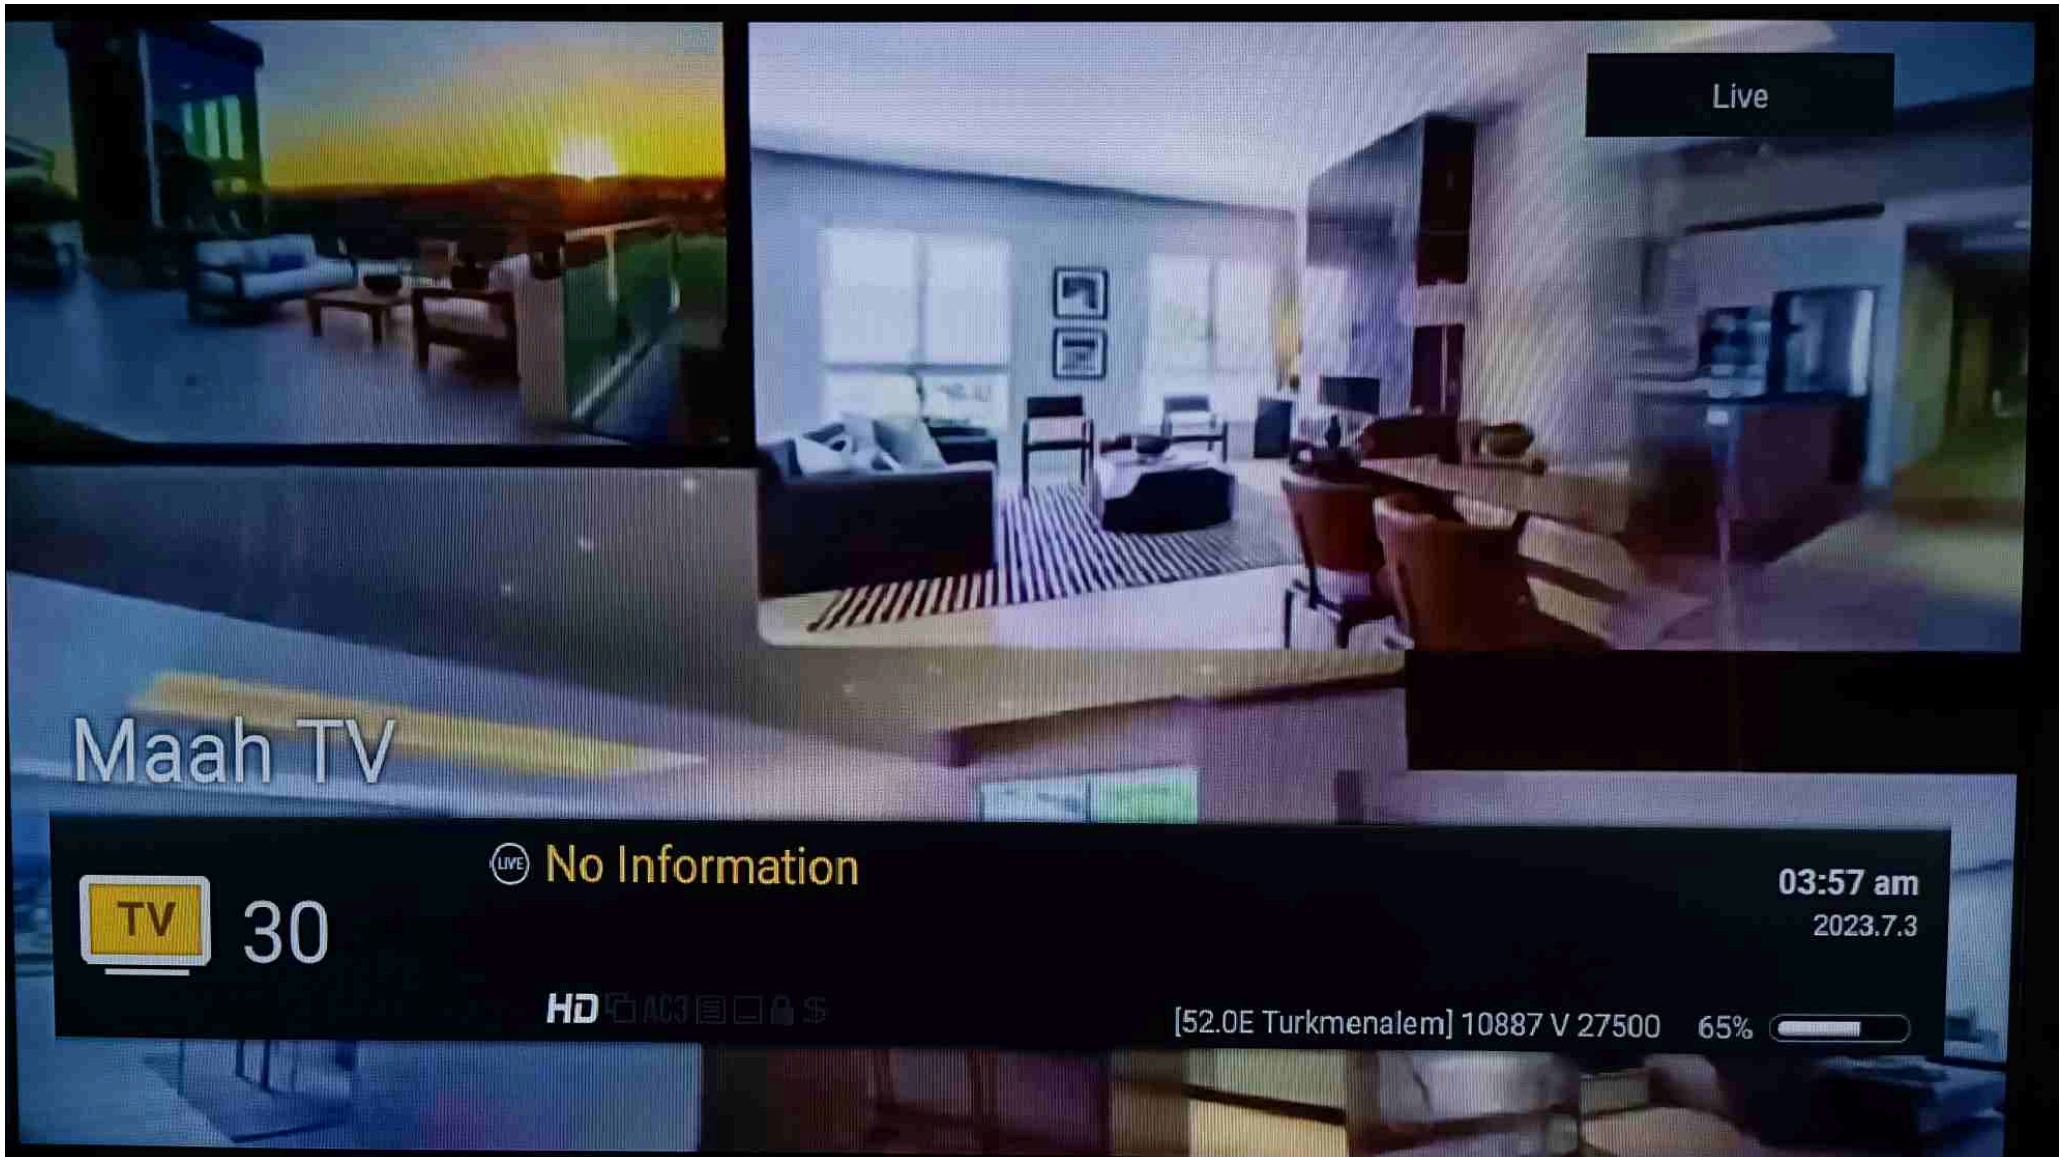 Live
Maah TV
LIVE No Information
03:57 am
TV 30
2023.7.3
HD AC3 $
[52.0E Turkmenalem] 10887 V 27500 65%